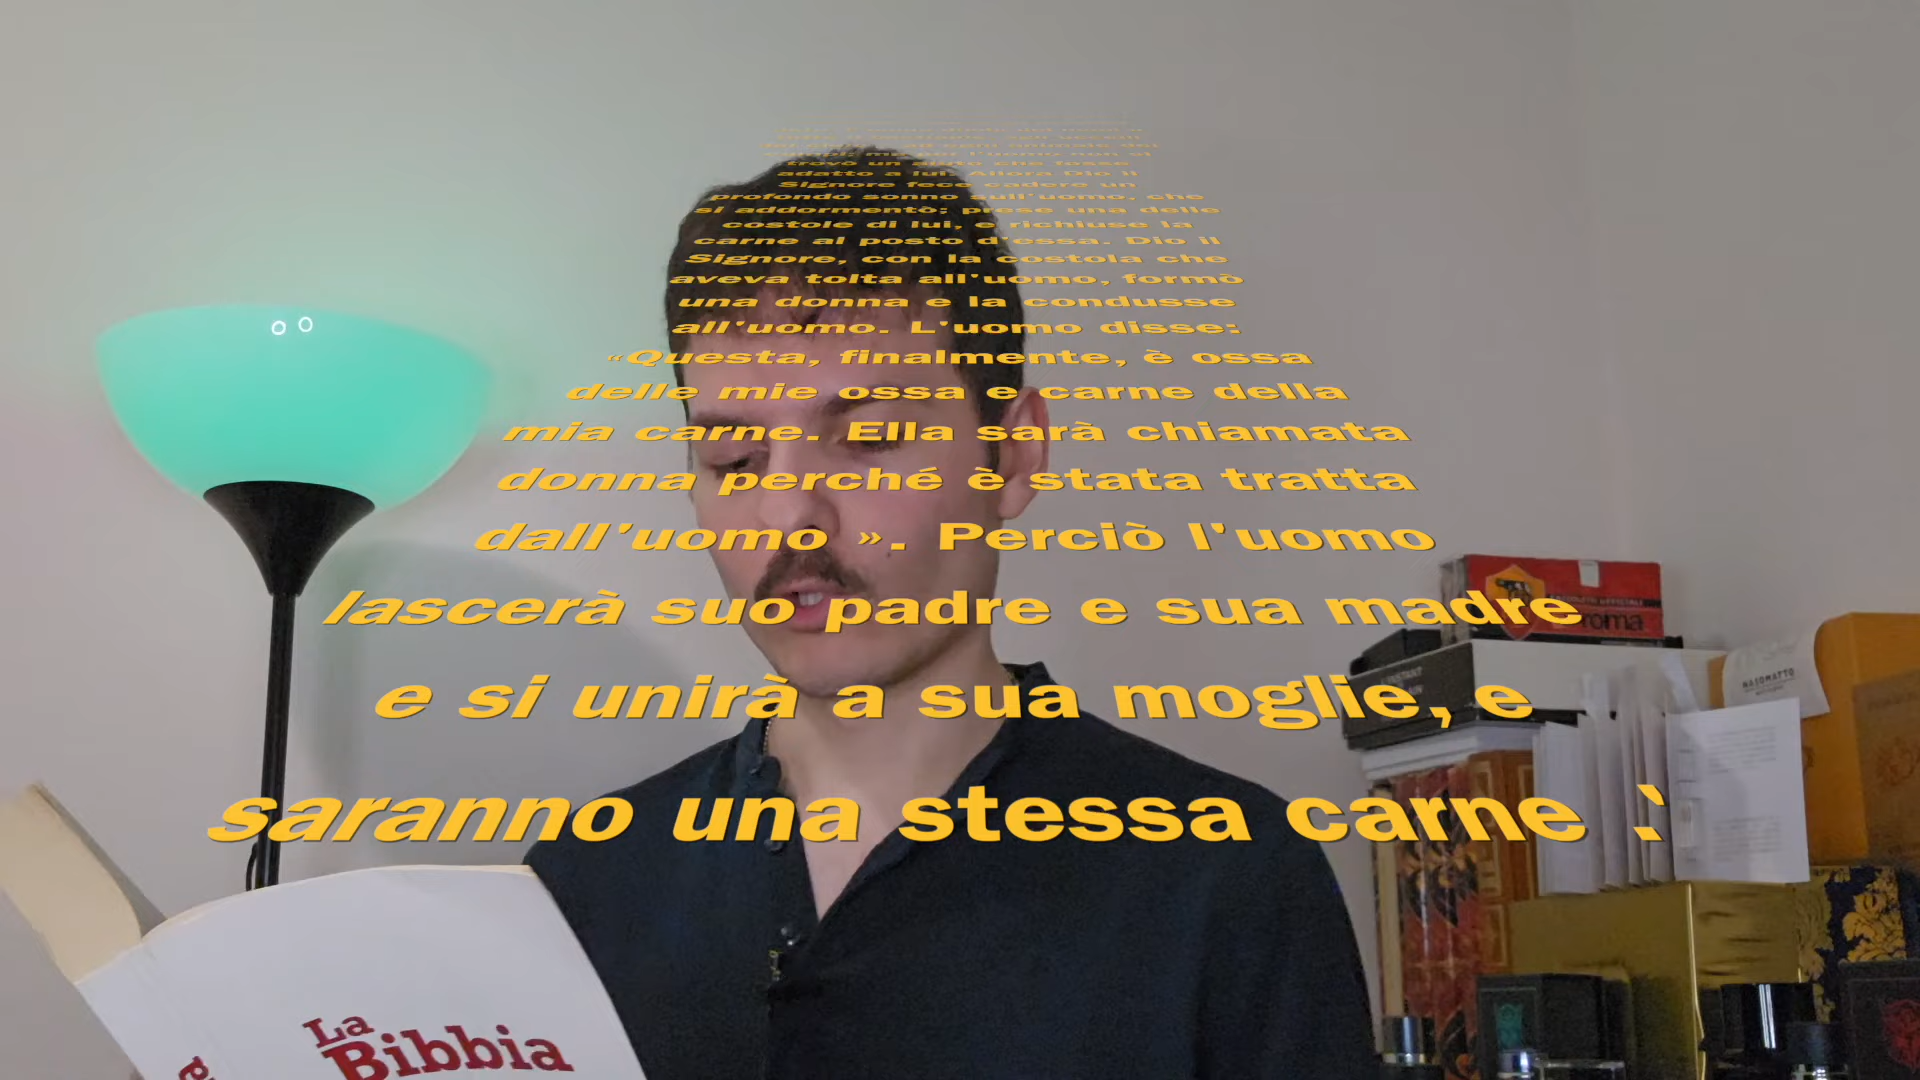 trovò un aiuto che fosse
adatto a lui. Allora Dio il
Signore fece cadere un
profondo sonno sull'uomo, che
si addormentò; prese una delle
costole di lui, e richiuse la
carne al posto d'essa. Dio il
Signore, con la costola che
aveva tolta all'uomo, formò
una donna e la condusse
all'uomo. L'uomo disse:
«Questa, finalmente, è ossa
delle mie ossa e carne della
mia carne. Ella sarà chiamata
donna perché è stata tratta
dall'uomo ». Perciò l'uomo
lascerà suo padre e sua madre
e si unirà a sua moglie, e
saranno una stessa carne :
roma
NASOMATTO
La
Bibbia